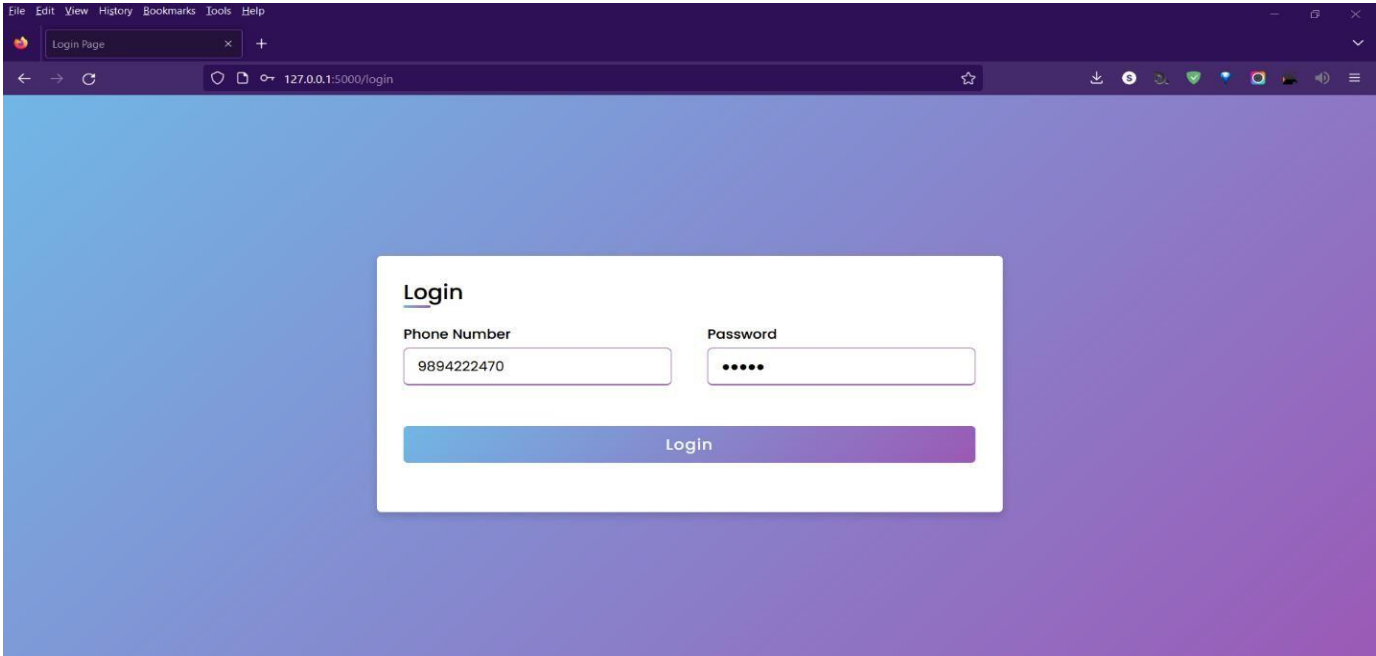 File Edit View History Bookmarks Tools Help
Login Page
127.0.0.1:5000/login
S
Login
Phone Number Password
9894222470 •••••
Login